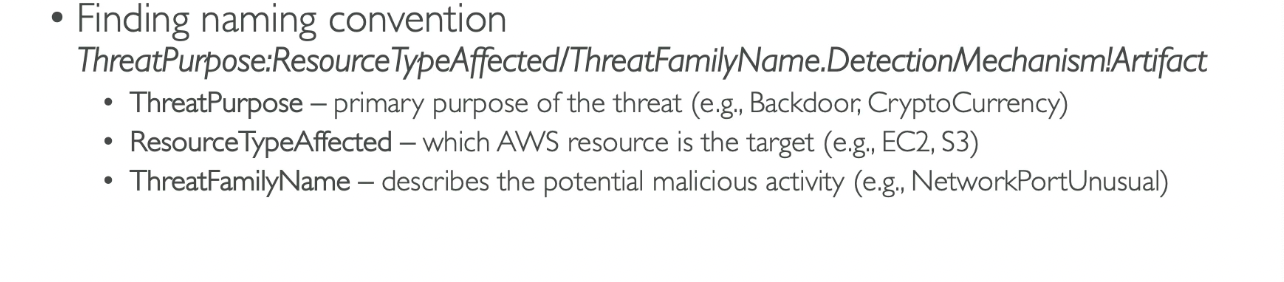 • Finding naming convention
ThreatPurpose:ResourceTypeAffected/ThreatFamilyName.DetectionMechanism!Artifact
• ThreatPurpose – primary purpose of the threat (e.g., Backdoor, CryptoCurrency)
• ResourceTypeAffected – which AWS resource is the target (e.g., EC2, S3)
• ThreatFamilyName – describes the potential malicious activity (e.g., NetworkPortUnusual)